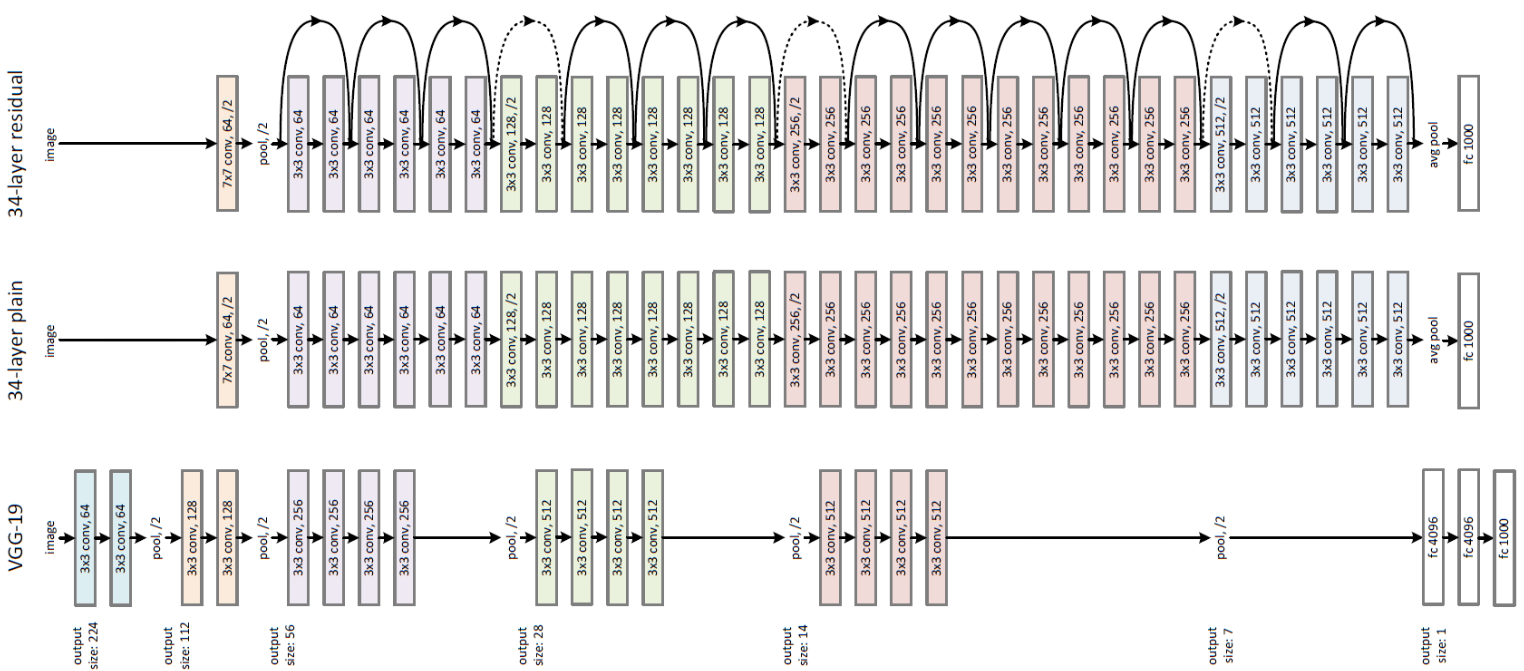 34-layer residual
image
7x7 conv, 64, /2
pool, /2
3x3 conv, 64
3x3 conv, 64
3x3 conv, 64
3x3 conv, 64
3x3 conv, 64
3x3 conv, 64
3x3 conv, 128, /2
3x3 conv, 128
3x3 conv, 128
3x3 conv, 128
3x3 conv, 128
3x3 conv, 128
3x3 conv, 128
3x3 conv, 128
3x3 conv, 256, /2
3x3 conv, 256
3x3 conv, 256
3x3 conv, 256
3x3 conv, 256
3x3 conv, 256
3x3 conv, 256
3x3 conv, 256
3x3 conv, 256
3x3 conv, 256
3x3 conv, 256
3x3 conv, 256
3x3 conv, 512, /2
3x3 conv, 512
3x3 conv, 512
3x3 conv, 512
3x3 conv, 512
3x3 conv, 512
avg pool
fc 1000
34-layer plain
image
7x7 conv, 64, /2
pool, /2
3x3 conv, 64
3x3 conv, 64
3x3 conv, 64
3x3 conv, 64
3x3 conv, 64
3x3 conv, 64
3x3 conv, 128, /2
3x3 conv, 128
3x3 conv, 128
3x3 conv, 128
3x3 conv, 128
3x3 conv, 128
3x3 conv, 128
3x3 conv, 128
3x3 conv, 256, /2
3x3 conv, 256
3x3 conv, 256
3x3 conv, 256
3x3 conv, 256
3x3 conv, 256
3x3 conv, 256
3x3 conv, 256
3x3 conv, 256
3x3 conv, 256
3x3 conv, 256
3x3 conv, 256
3x3 conv, 512, /2
3x3 conv, 512
3x3 conv, 512
3x3 conv, 512
3x3 conv, 512
3x3 conv, 512
avg pool
fc 1000
VGG-19
image
3x3 conv, 64
3x3 conv, 64
pool, /2
3x3 conv, 128
3x3 conv, 128
pool, /2
3x3 conv, 256
3x3 conv, 256
3x3 conv, 256
3x3 conv, 256
pool, /2
3x3 conv, 512
3x3 conv, 512
3x3 conv, 512
3x3 conv, 512
pool, /2
3x3 conv, 512
3x3 conv, 512
3x3 conv, 512
3x3 conv, 512
pool, /2
fc 4096
fc 4096
fc 1000
output
size: 224
output
size: 112
output
size: 56
output
size: 28
output
size: 14
output
size: 7
output
size: 1